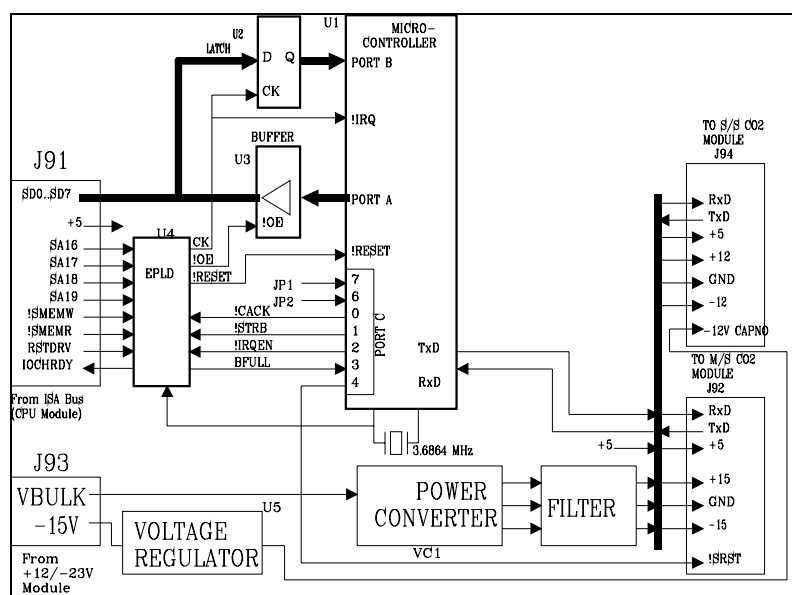 U2
U1
MICRO-
CONTROLLER
LATCH
D Q
PORT B
CK
!IRQ
BUFFER
U3
PORT A
!OE
J91
SD0..SD7
+5
SA16
SA17
SA18
SA19
!SMEMW
!SMEMR
RSTDRV
IOCHRDY
From ISA Bus
(CPU Module)
U4
EPLD
CK
!OE
!RESET
!RESET
JP1
JP2
!CACK
!STRB
!IRQEN
BFULL
7
6
0
1
2
3
4
PORT C
TxD
RxD
3.6864 MHz
TO S/S CO2
MODULE
J94
RxD
TxD
+5
+12
GND
-12
-12V CAPNO
TO M/S CO2
MODULE
J92
RxD
TxD
+5
+5
+15
GND
-15
!SRST
J93
VBULK
-15V
From
+12/-23V
Module
U5
VOLTAGE
REGULATOR
POWER
CONVERTER
VC1
FILTER